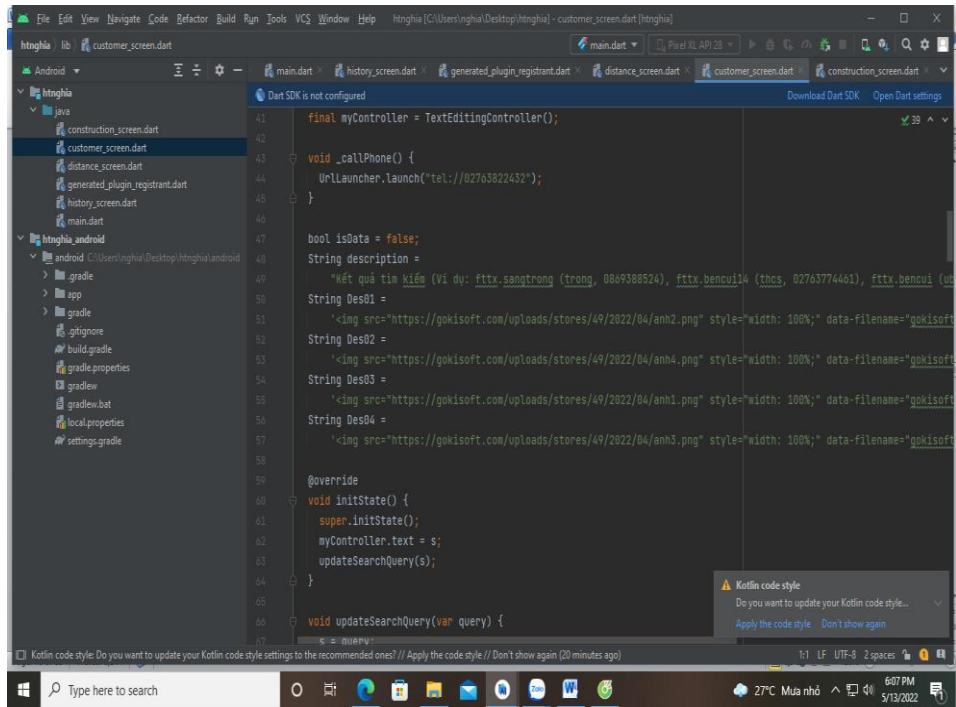 File Edit View Navigate Code Refactor Build Run Tools VCS Window Help htnghia [C:\Users\nghia\Desktop\htnghia] - customer_screen.dart [htnghia]
htnghia lib customer_screen.dart main.dart Pixel XL API 28
Android main.dart history_screen.dart generated_plugin_registrant.dart distance_screen.dart customer_screen.dart construction_screen.dart
htnghia
java
construction_screen.dart
customer_screen.dart
distance_screen.dart
generated_plugin_registrant.dart
history_screen.dart
main.dart
htnghia_android
android C:\Users\nghia\Desktop\htnghia\android
.gradle
app
gradle
.gitignore
build.gradle
gradle.properties
gradlew
gradlew.bat
local.properties
settings.gradle
Dart SDK is not configured Download Dart SDK Open Dart settings
41 final myController = TextEditingController(); 39
42
43 void _callPhone() {
44 UrlLauncher.launch("tel://02763822432");
45 }
46
47 bool isData = false;
48 String description =
49 "Kết quả tìm kiếm (Ví dụ: fttx.sangtrong (trong, 0869388524), fttx.bencui14 (thcs, 02763774461), fttx.bencui (ub
50 String Des01 =
51 '<img src="https://gokisoft.com/uploads/stores/49/2022/04/anh2.png" style="width: 100%;" data-filename="gokisoft
52 String Des02 =
53 '<img src="https://gokisoft.com/uploads/stores/49/2022/04/anh4.png" style="width: 100%;" data-filename="gokisoft
54 String Des03 =
55 '<img src="https://gokisoft.com/uploads/stores/49/2022/04/anh1.png" style="width: 100%;" data-filename="gokisoft
56 String Des04 =
57 '<img src="https://gokisoft.com/uploads/stores/49/2022/04/anh3.png" style="width: 100%;" data-filename="gokisoft
58
59 @override
60 void initState() {
61 super.initState();
62 myController.text = s;
63 updateSearchQuery(s);
64 }
65
66 void updateSearchQuery(var query) {
67 s = query;
Kotlin code style
Do you want to update your Kotlin code style...
Apply the code style Don't show again
Kotlin code style: Do you want to update your Kotlin code style settings to the recommended ones? // Apply the code style // Don't show again (20 minutes ago) 1:1 LF UTF-8 2 spaces
Type here to search Zalo 27°C Mưa nhỏ 6:07 PM
5/13/2022